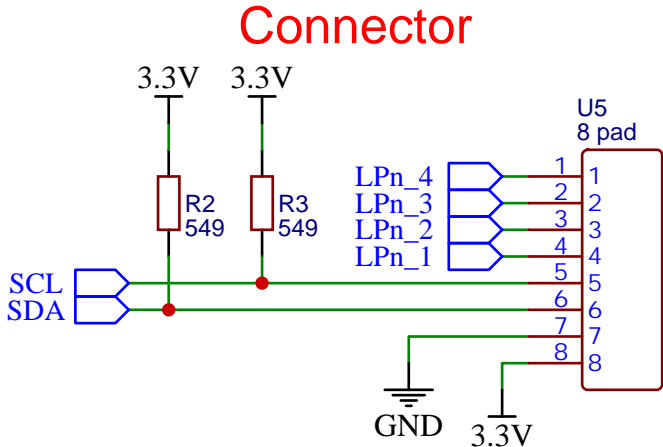 Connector
3.3V 3.3V
U5
8 pad
R2
549
R3
549
LPn_4 1 1
LPn_3 2 2
LPn_2 3 3
LPn_1 4 4
SCL 5 5
SDA 6 6
7 7
8 8
GND
3.3V